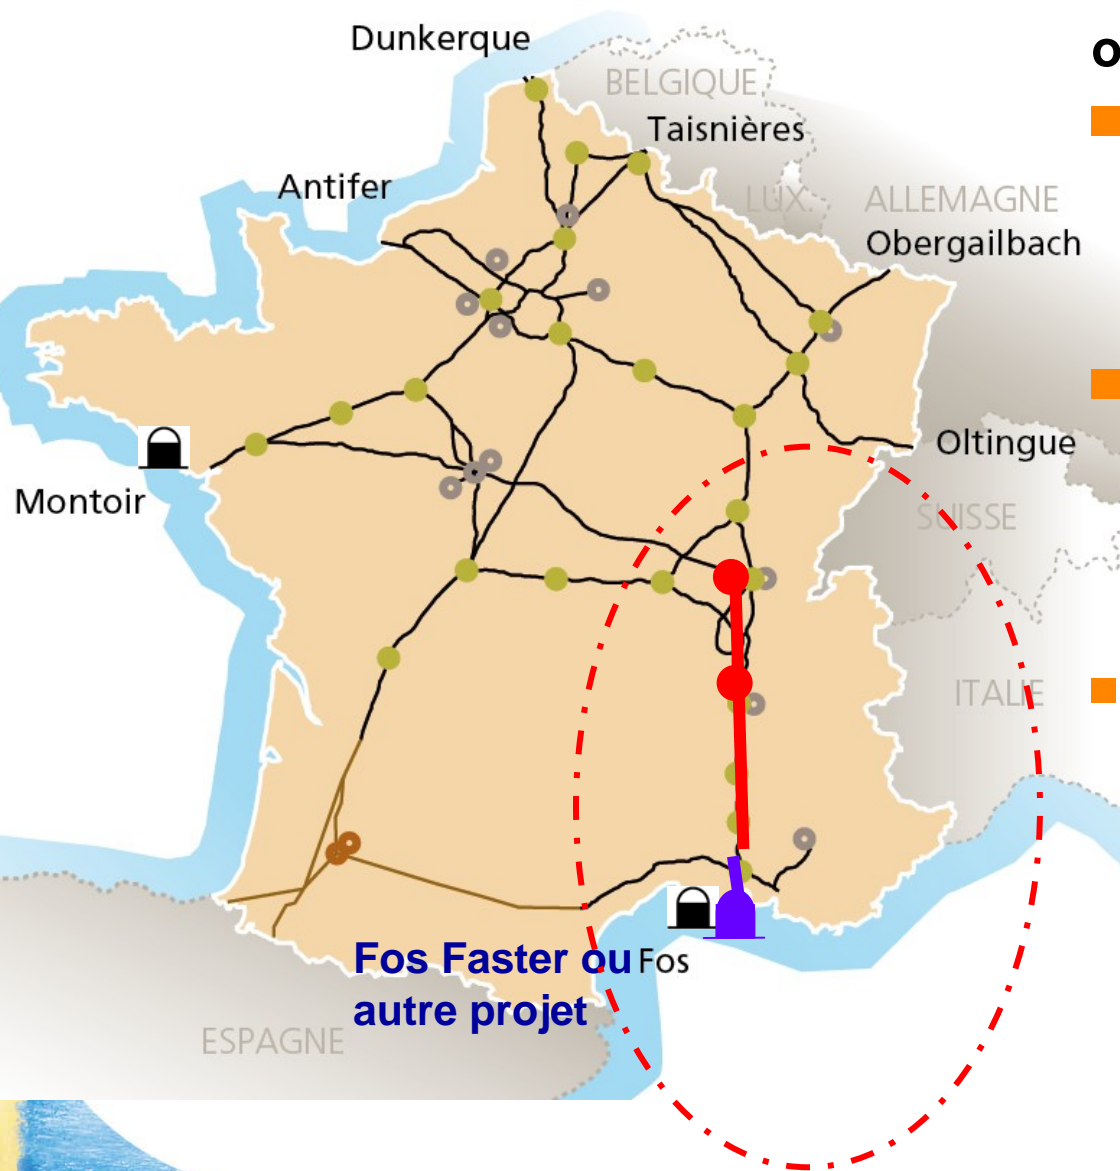 Dunkerque
BELGIQUE
Taisnières
Antifer
LUX.
ALLEMAGNE
Obergailbach
Oltingue
Montoir
SUISSE
ITALIE
Fos Faster ou
Fos
autre projet
ESPAGNE